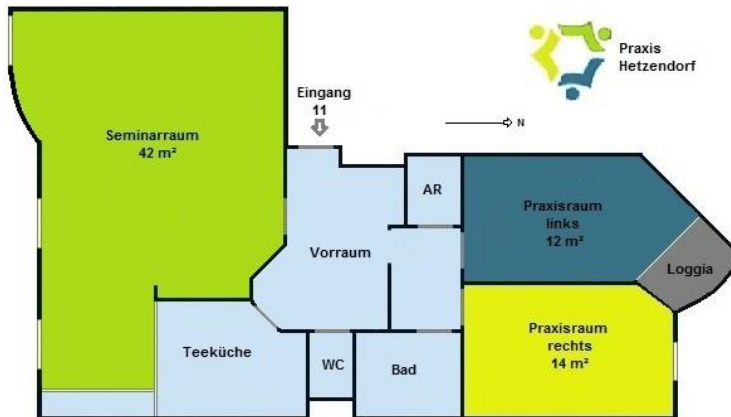 Praxis
Hetzendorf
Eingang
11
N
Seminarraum
42 m²
AR
Praxisraum
links
12 m²
Vorraum
Loggia
Praxisraum
rechts
14 m²
Teeküche
WC
Bad